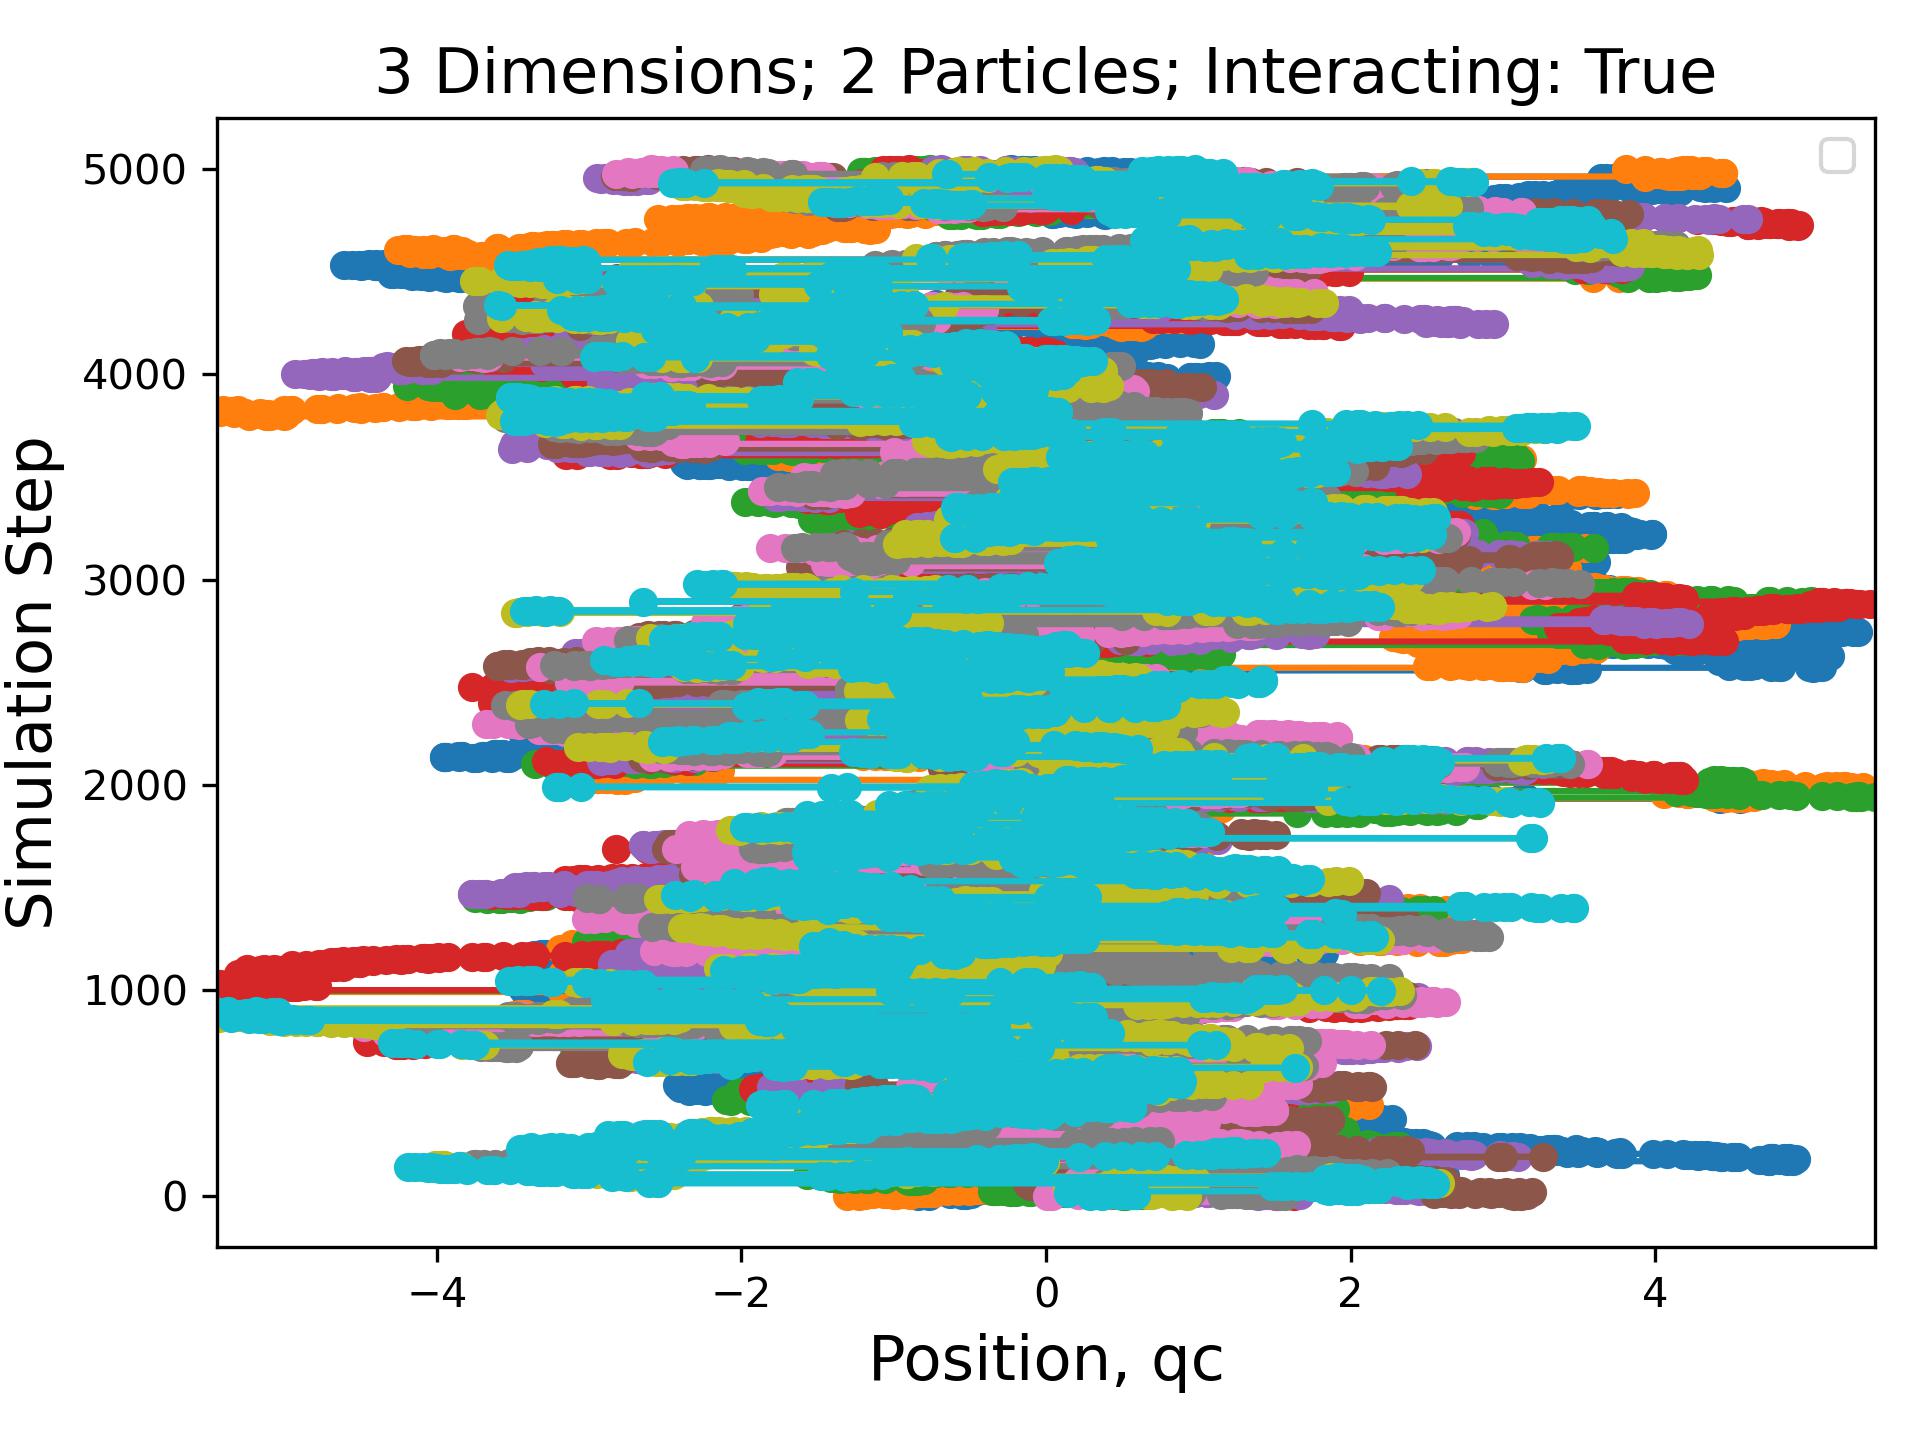 3 Dimensions; 2 Particles; Interacting: True
5000
4000
3000
2000
1000
0
Simulation Step
−4 −2 0 2 4
Position, qc